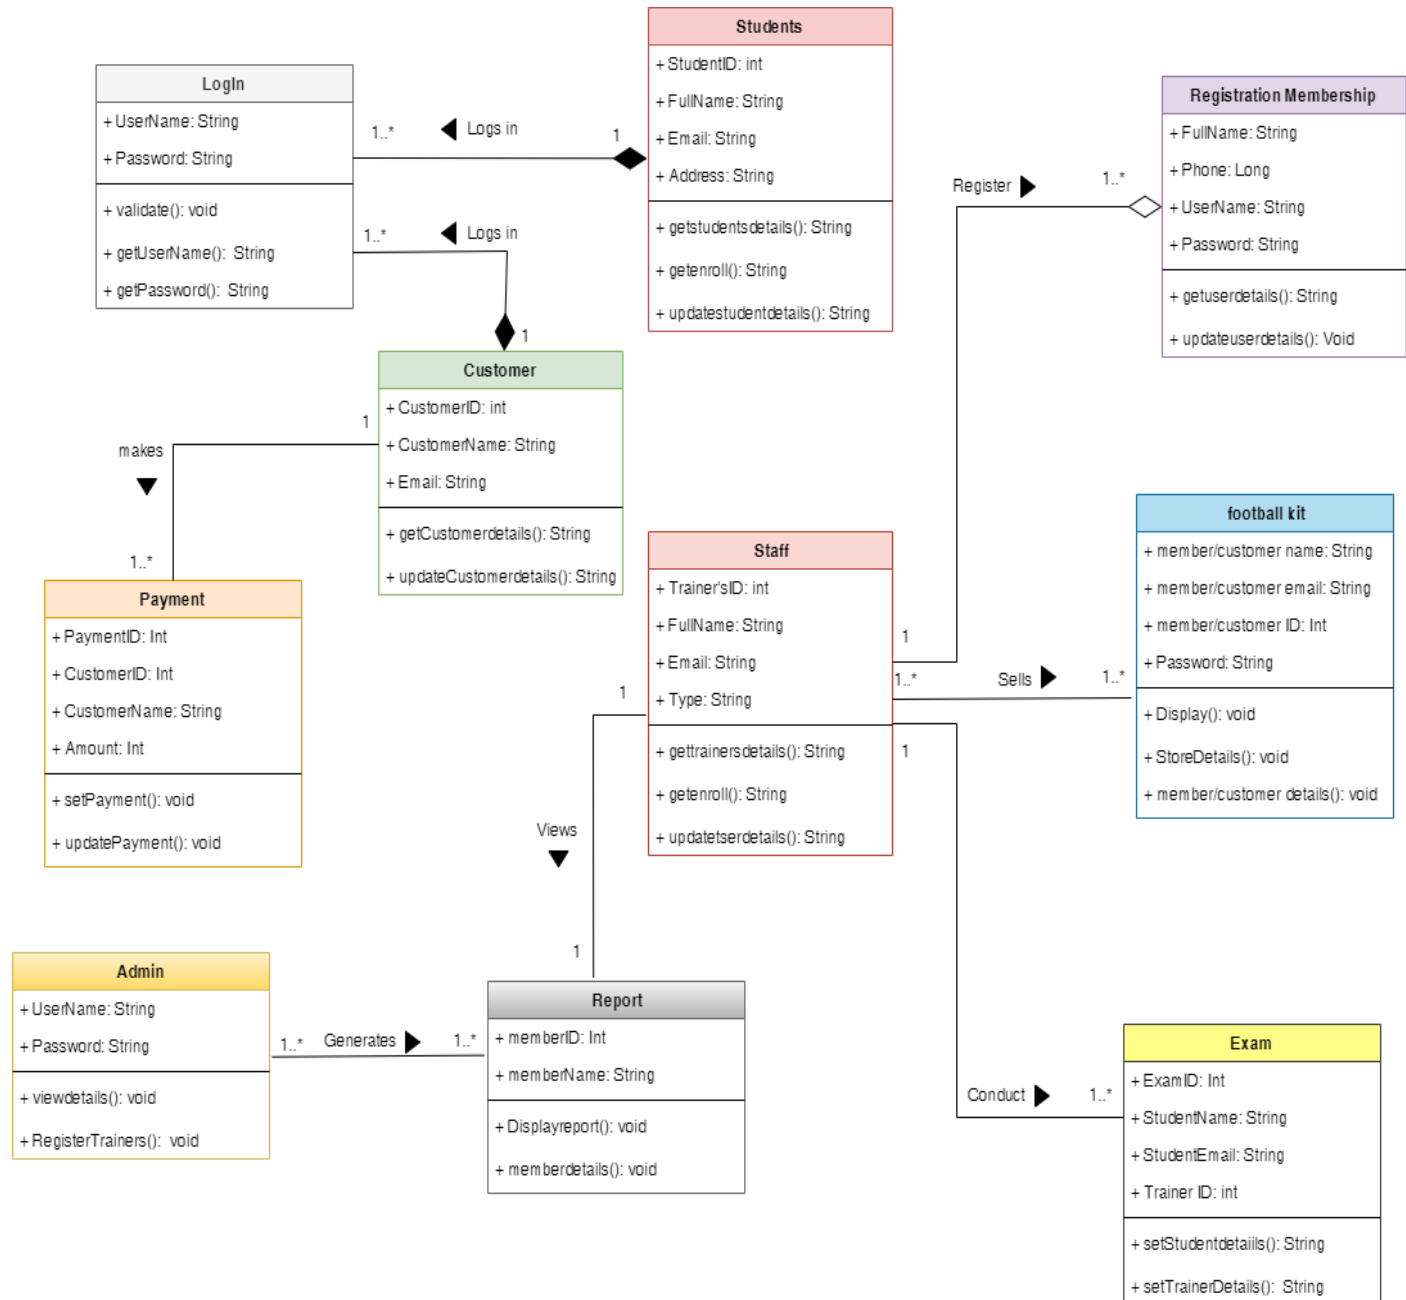 Students
+ StudentID: int
+ FullName: String
+ Email: String
+ Address: String
+ getstudentsdetails(): String
+ getenroll(): String
+ updatestudentdetails(): String
LogIn
+ UserName: String
+ Password: String
+ validate(): void
+ getUserName(): String
+ getPassword(): String
1..*
Logs in
1
1..*
Logs in
1
Registration Membership
+ FullName: String
+ Phone: Long
+ UserName: String
+ Password: String
+ getuserdetails(): String
+ updateuserdetails(): Void
Register
1..*
Customer
+ CustomerID: int
+ CustomerName: String
+ Email: String
+ getCustomerdetails(): String
+ updateCustomerdetails(): String
1
makes
1..*
Payment
+ PaymentID: Int
+ CustomerID: Int
+ CustomerName: String
+ Amount: Int
+ setPayment(): void
+ updatePayment(): void
Staff
+ Trainer'sID: int
+ FullName: String
+ Email: String
+ Type: String
+ gettrainersdetails(): String
+ getenroll(): String
+ updatetserdetails(): String
1
1..*
Sells
1..*
1
1
football kit
+ member/customer name: String
+ member/customer email: String
+ member/customer ID: Int
+ Password: String
+ Display(): void
+ StoreDetails(): void
+ member/customer details(): void
Views
1
Admin
+ UserName: String
+ Password: String
+ viewdetails(): void
+ RegisterTrainers(): void
1..*
Generates
1..*
Report
+ memberID: Int
+ memberName: String
+ Displayreport(): void
+ memberdetails(): void
Conduct
1..*
Exam
+ ExamID: Int
+ StudentName: String
+ StudentEmail: String
+ Trainer ID: int
+ setStudentdetaiils(): String
+ setTrainerDetails(): String